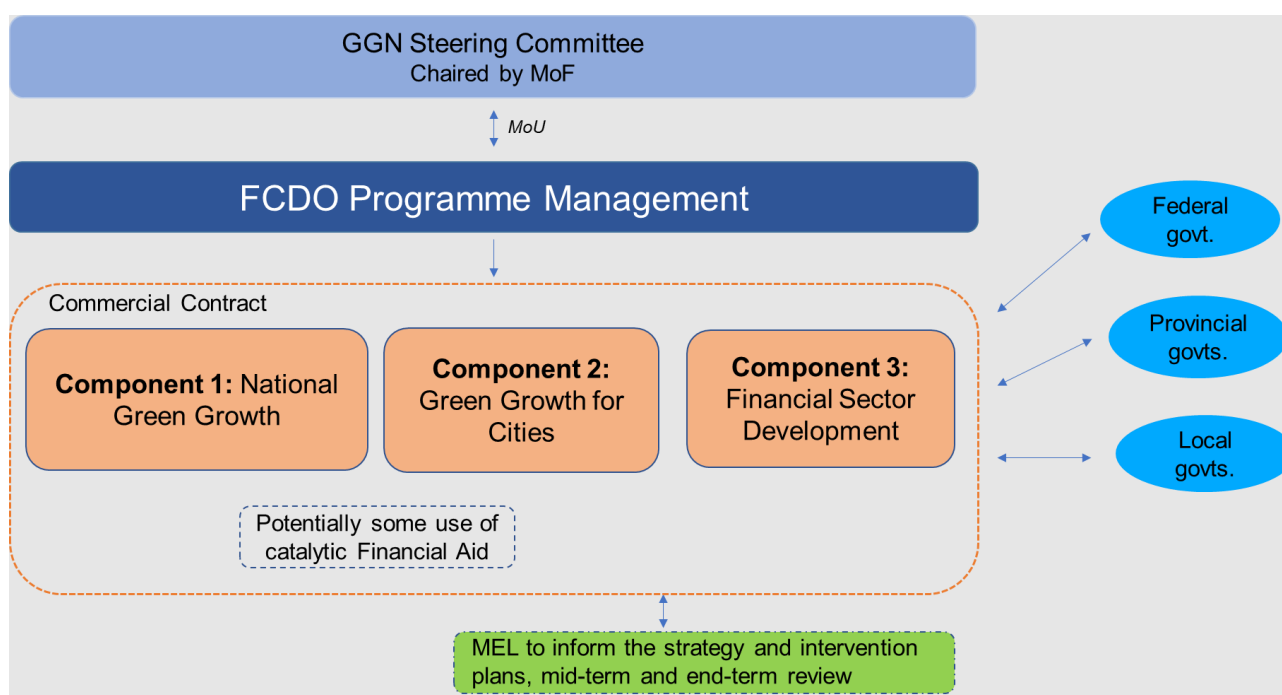 GGN Steering Committee
Chaired by MoF
MoU
FCDO Programme Management
Federal
govt.
Commercial Contract
Provincial
govts.
Component 1: National
Green Growth
Component 2:
Green Growth for
Cities
Component 3:
Financial Sector
Development
Local
govts.
Potentially some use of
catalytic Financial Aid
MEL to inform the strategy and intervention
plans, mid-term and end-term review